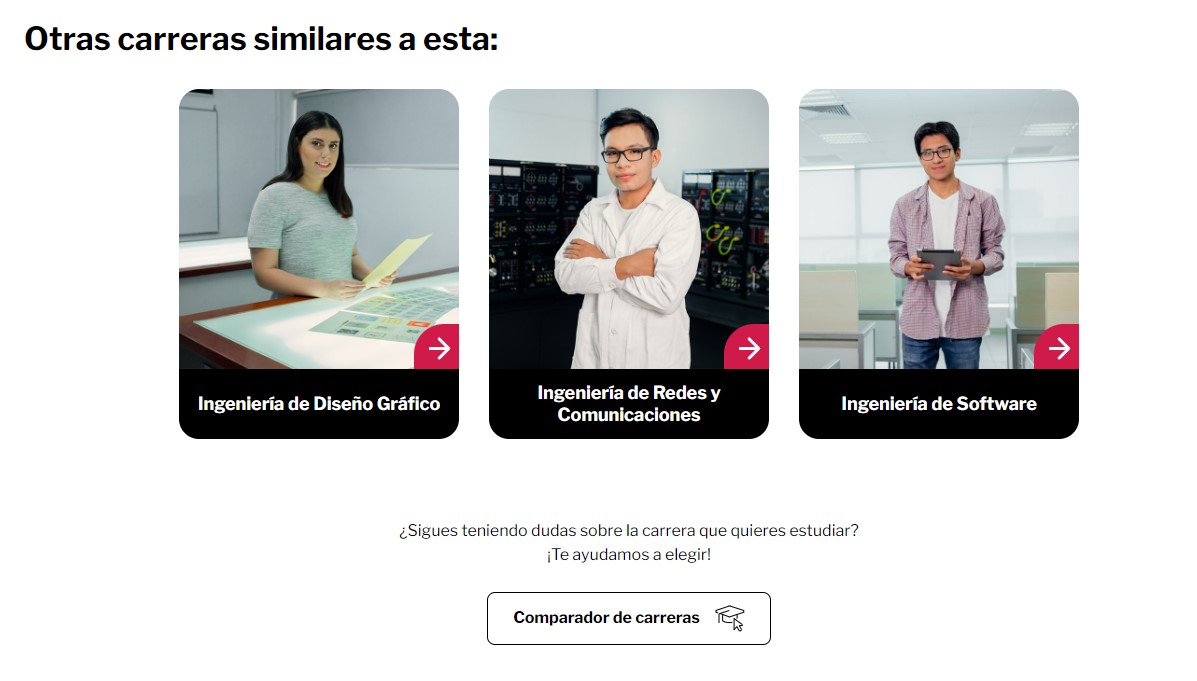 Otras carreras similares a esta:
Ingeniería de Diseño Gráfico
Ingeniería de Redes y
Comunicaciones
Ingeniería de Software
¿Sigues teniendo dudas sobre la carrera que quieres estudiar?
¡Te ayudamos a elegir!
Comparador de carreras